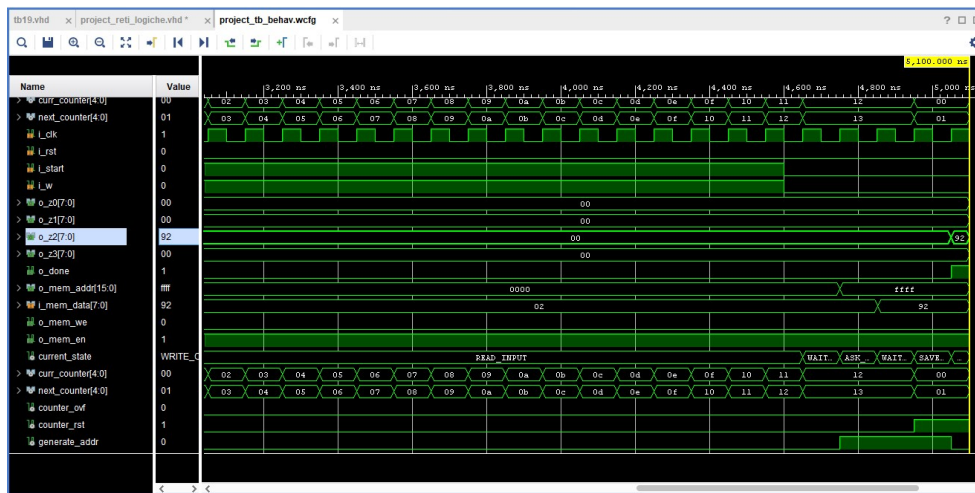 tb19.vhd × project_reti_logiche.vhd * × project_tb_behav.wcfg ×
5,100.000 ns
Name Value 3,200 ns 3,400 ns 3,600 ns 3,800 ns 4,000 ns 4,200 ns 4,400 ns 4,600 ns 4,800 ns 5,000 ns
curr_counter[4:0] 00 02 03 04 05 06 07 08 09 0a 0b 0c 0d 0e 0f 10 11 12 00
next_counter[4:0] 01 03 04 05 06 07 08 09 0a 0b 0c 0d 0e 0f 10 11 12 13 01
i_clk 1
i_rst 0
i_start 0
i_w 0
o_z0[7:0] 00 00
o_z1[7:0] 00 00
o_z2[7:0] 92 00 92
o_z3[7:0] 00 00
o_done 1
o_mem_addr[15:0] ffff 0000 ffff
i_mem_data[7:0] 92 02 92
o_mem_we 0
o_mem_en 1
current_state WRITE_O READ_INPUT WAIT.. ASK_.. WAIT.. SAVE.. ..
curr_counter[4:0] 00 02 03 04 05 06 07 08 09 0a 0b 0c 0d 0e 0f 10 11 12 00
next_counter[4:0] 01 03 04 05 06 07 08 09 0a 0b 0c 0d 0e 0f 10 11 12 13 01
counter_ovf 0
counter_rst 1
generate_addr 0